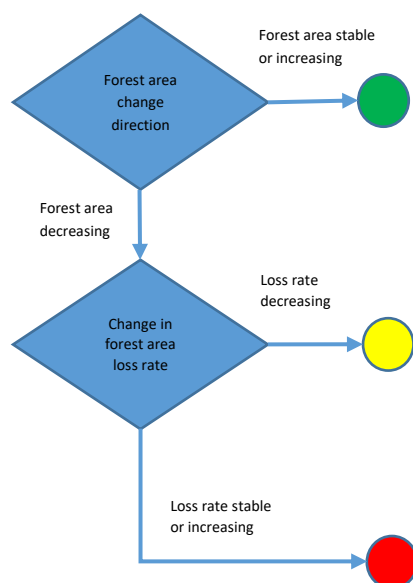 Forest area stable
or increasing
Forest area
change
direction
Forest area
decreasing
Loss rate
decreasing
Change in
forest area
loss rate
Loss rate stable
or increasing